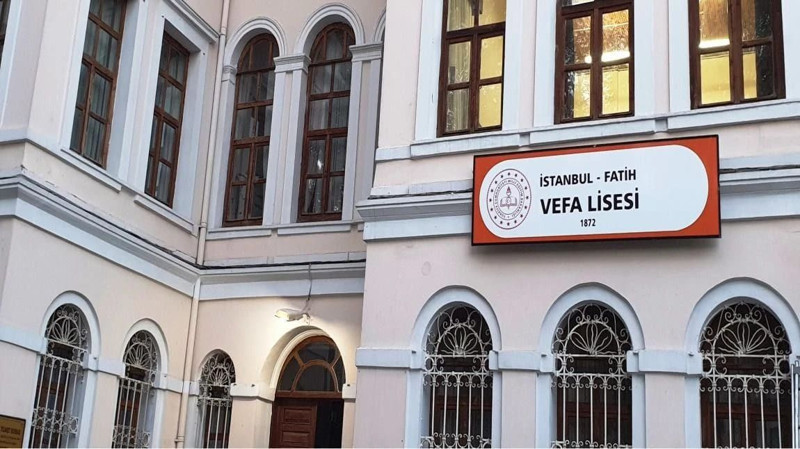 İSTANBUL - FATİH
VEFA LİSESİ
1872